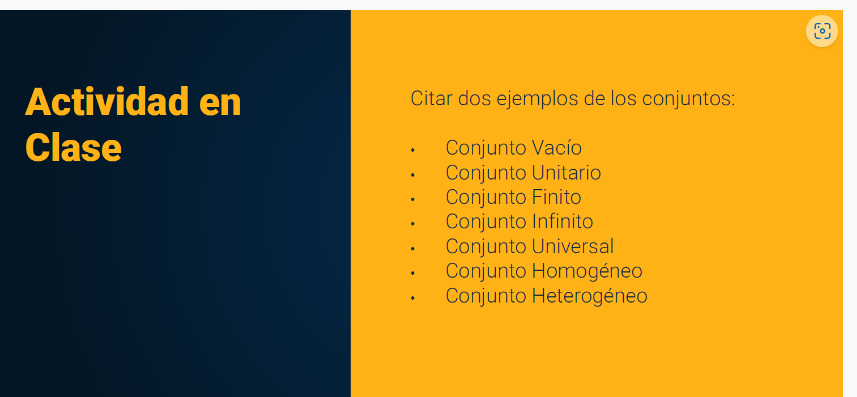 Actividad en
Clase
Citar dos ejemplos de los conjuntos:
• Conjunto Vacío
• Conjunto Unitario
• Conjunto Finito
• Conjunto Infinito
• Conjunto Universal
• Conjunto Homogéneo
• Conjunto Heterogéneo